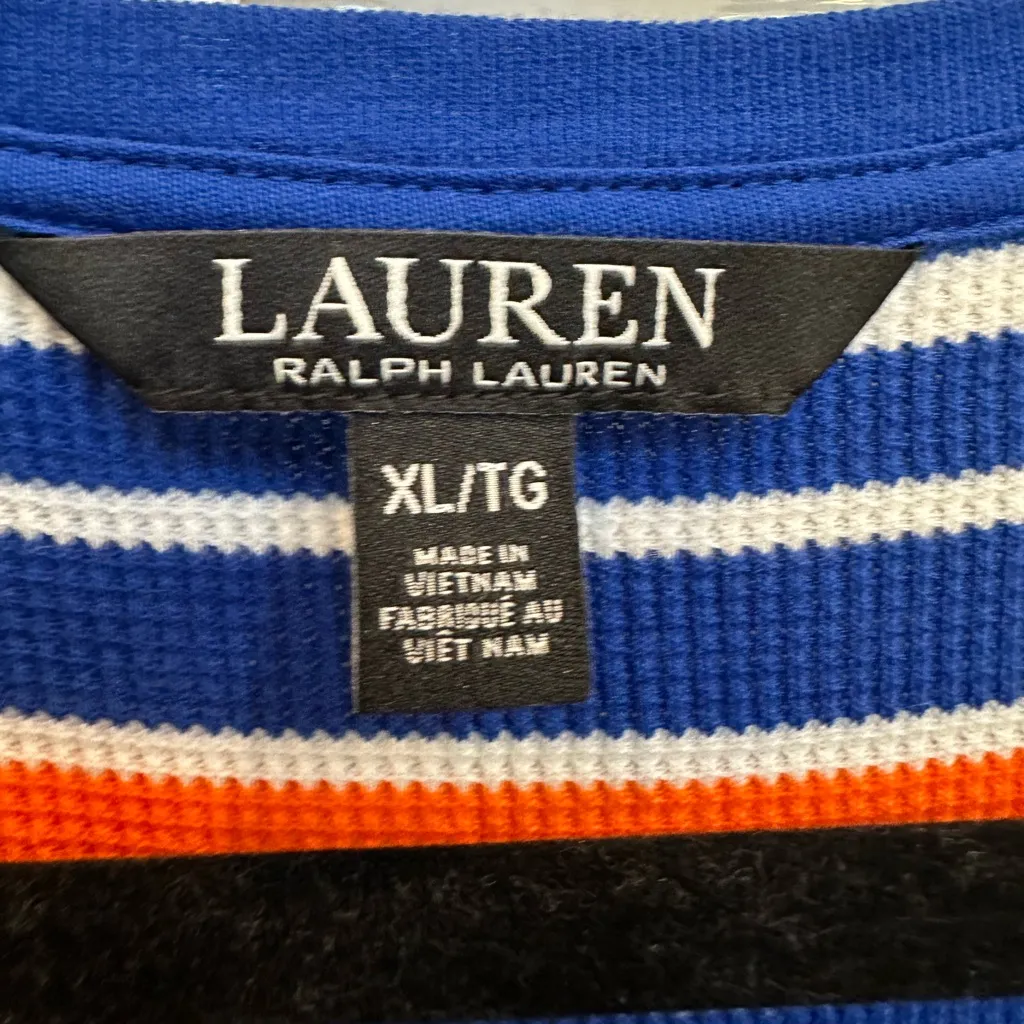 LAUREN
RALPH LAUREN
XL/TG
MADE IN
VIETNAM
FABRIQUÉ AU
VIÊT NAM